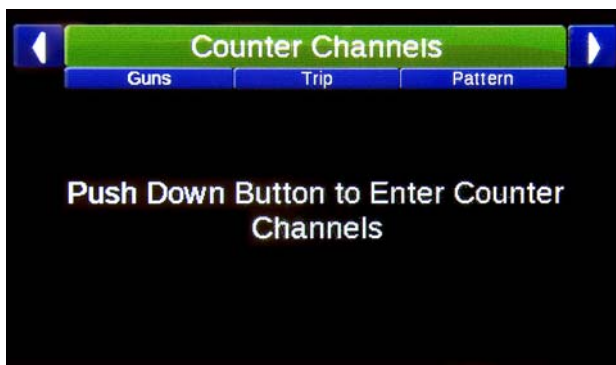 Counter Channels
Guns Trip Pattern
Push Down Button to Enter Counter
Channels